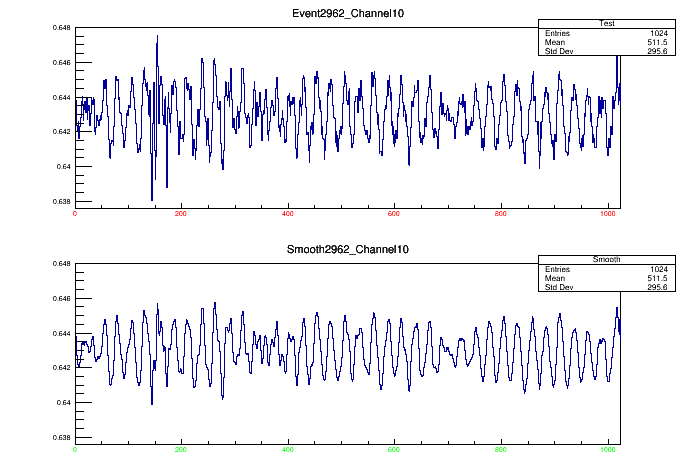 Event2962_Channel10
Test
Entries 1024
Mean 511.5
Std Dev 295.6
0.648
0.646
0.644
0.642
0.64
0.638
0 200 400 600 800 1000
Smooth2962_Channel10
Smooth
Entries 1024
Mean 511.5
Std Dev 295.6
0.648
0.646
0.644
0.642
0.64
0.638
0 200 400 600 800 1000